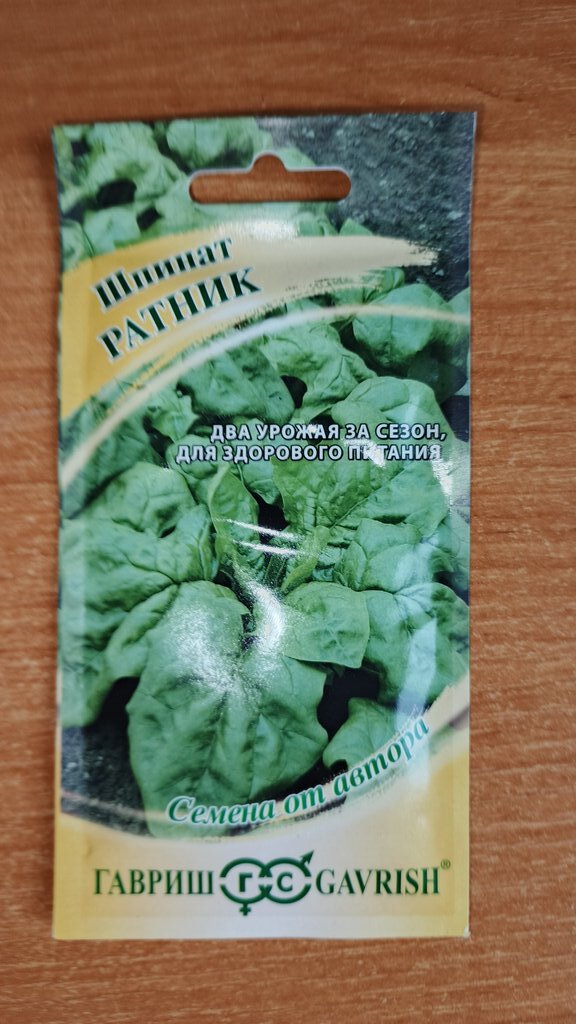 Шпинат
РАТНИК
ДВА УРОЖАЯ ЗА СЕЗОН,
ДЛЯ ЗДОРОВОГО ПИТАНИЯ
Семена от автора
ГАВРИШ ГС GAVRISH®